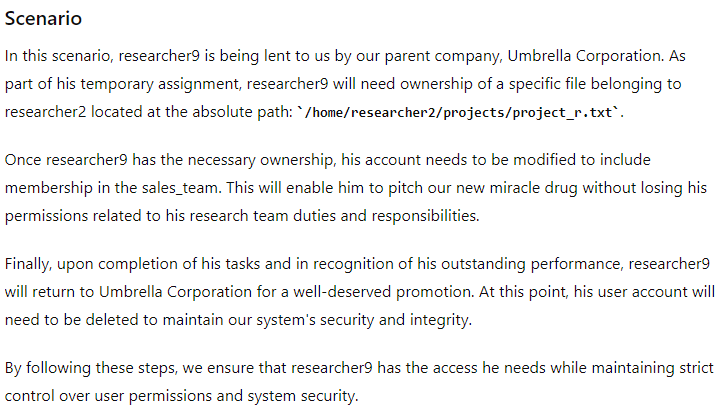 Scenario
In this scenario, researcher9 is being lent to us by our parent company, Umbrella Corporation. As
part of his temporary assignment, researcher9 will need ownership of a specific file belonging to
researcher2 located at the absolute path: `/home/researcher2/projects/project_r.txt`.
Once researcher9 has the necessary ownership, his account needs to be modified to include
membership in the sales_team. This will enable him to pitch our new miracle drug without losing his
permissions related to his research team duties and responsibilities.
Finally, upon completion of his tasks and in recognition of his outstanding performance, researcher9
will return to Umbrella Corporation for a well-deserved promotion. At this point, his user account will
need to be deleted to maintain our system's security and integrity.
By following these steps, we ensure that researcher9 has the access he needs while maintaining strict
control over user permissions and system security.